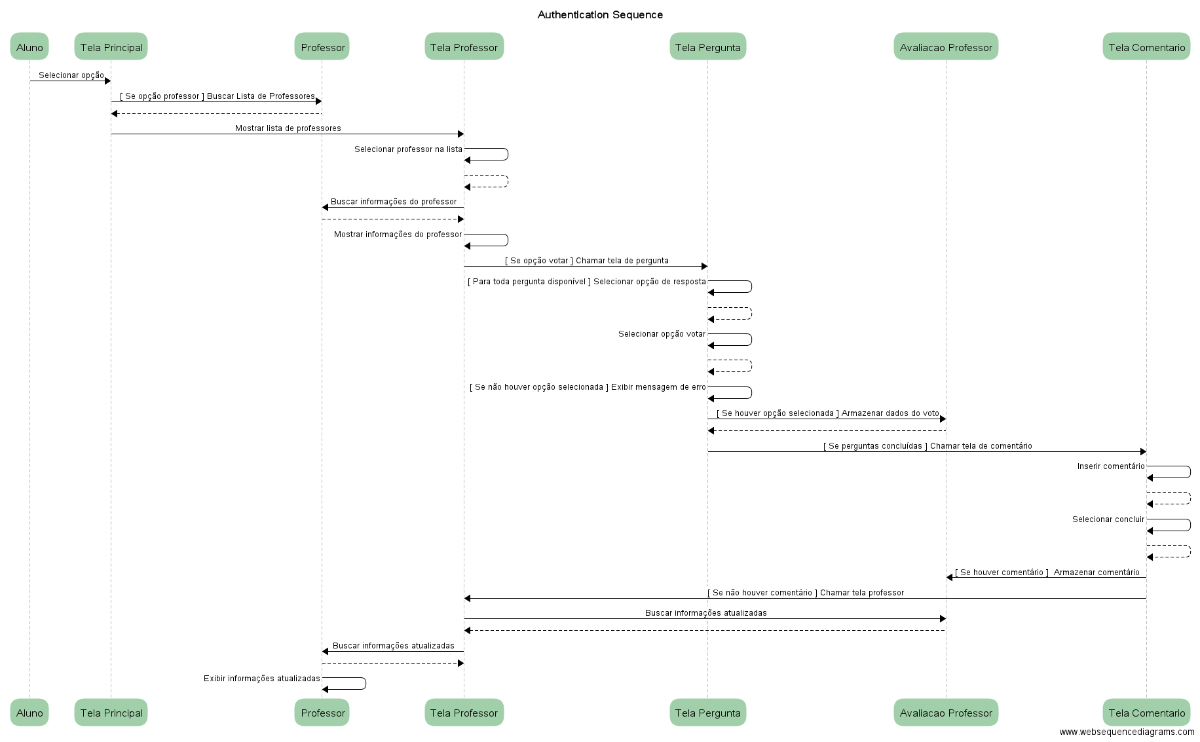 Authentication Sequence
Aluno
Tela Principal
Professor
Tela Professor
Tela Pergunta
Avaliacao Professor
Tela Comentario
Selecionar opção
[ Se opção professor ] Buscar Lista de Professores
Mostrar lista de professores
Selecionar professor na lista
Buscar informações do professor
Mostrar informações do professor
[ Se opção votar ] Chamar tela de pergunta
[ Para toda pergunta disponível ] Selecionar opção de resposta
Selecionar opção votar
[ Se não houver opção selecionada ] Exibir mensagem de erro
[ Se houver opção selecionada ] Armazenar dados do voto
[ Se perguntas concluídas ] Chamar tela de comentário
Inserir comentário
Selecionar concluir
[ Se houver comentário ] Armazenar comentário
[ Se não houver comentário ] Chamar tela professor
Buscar informações atualizadas
Buscar informações atualizadas
Exibir informações atualizadas
Aluno
Tela Principal
Professor
Tela Professor
Tela Pergunta
Avaliacao Professor
Tela Comentario
www.websequencediagrams.com